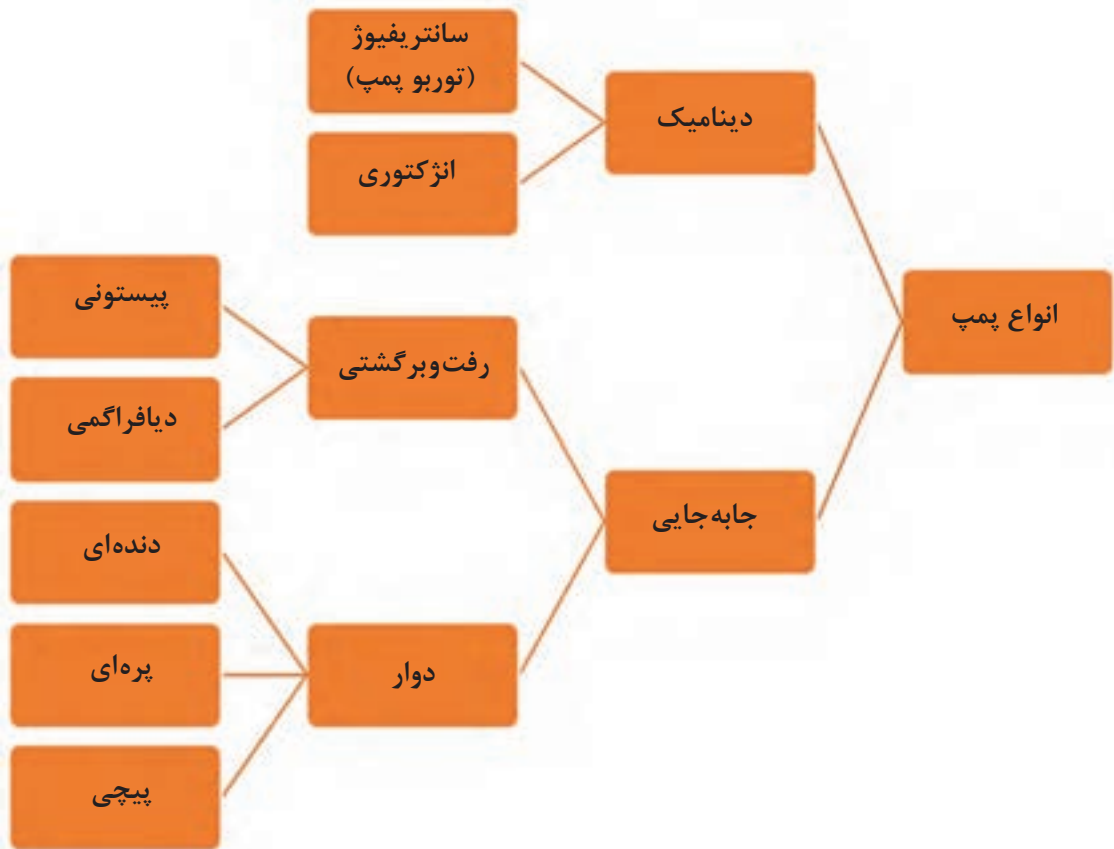 انواع پمپ
دینامیک
سانتریفیوژ
(توربو پمپ)
انژکتوری
جابه‌جایی
رفت‌وبرگشتی
پیستونی
دیافراگمی
دوار
دنده‌ای
پره‌ای
پیچی